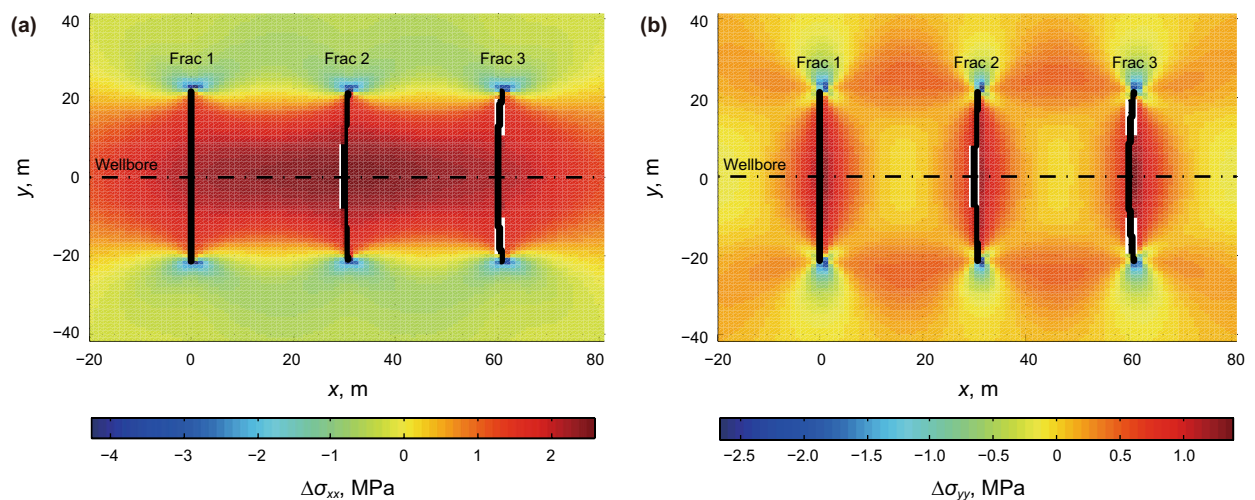 (a)
Frac 1 Frac 2 Frac 3
Wellbore
40
20
0
−20
−40
y, m
−20 0 20 40 60 80
x, m
−4 −3 −2 −1 0 1 2
Δσxx, MPa
(b)
Frac 1 Frac 2 Frac 3
Wellbore
40
20
0
−20
−40
y, m
−20 0 20 40 60 80
x, m
−2.5 −2.0 −1.5 −1.0 −0.5 0 0.5 1.0
Δσyy, MPa